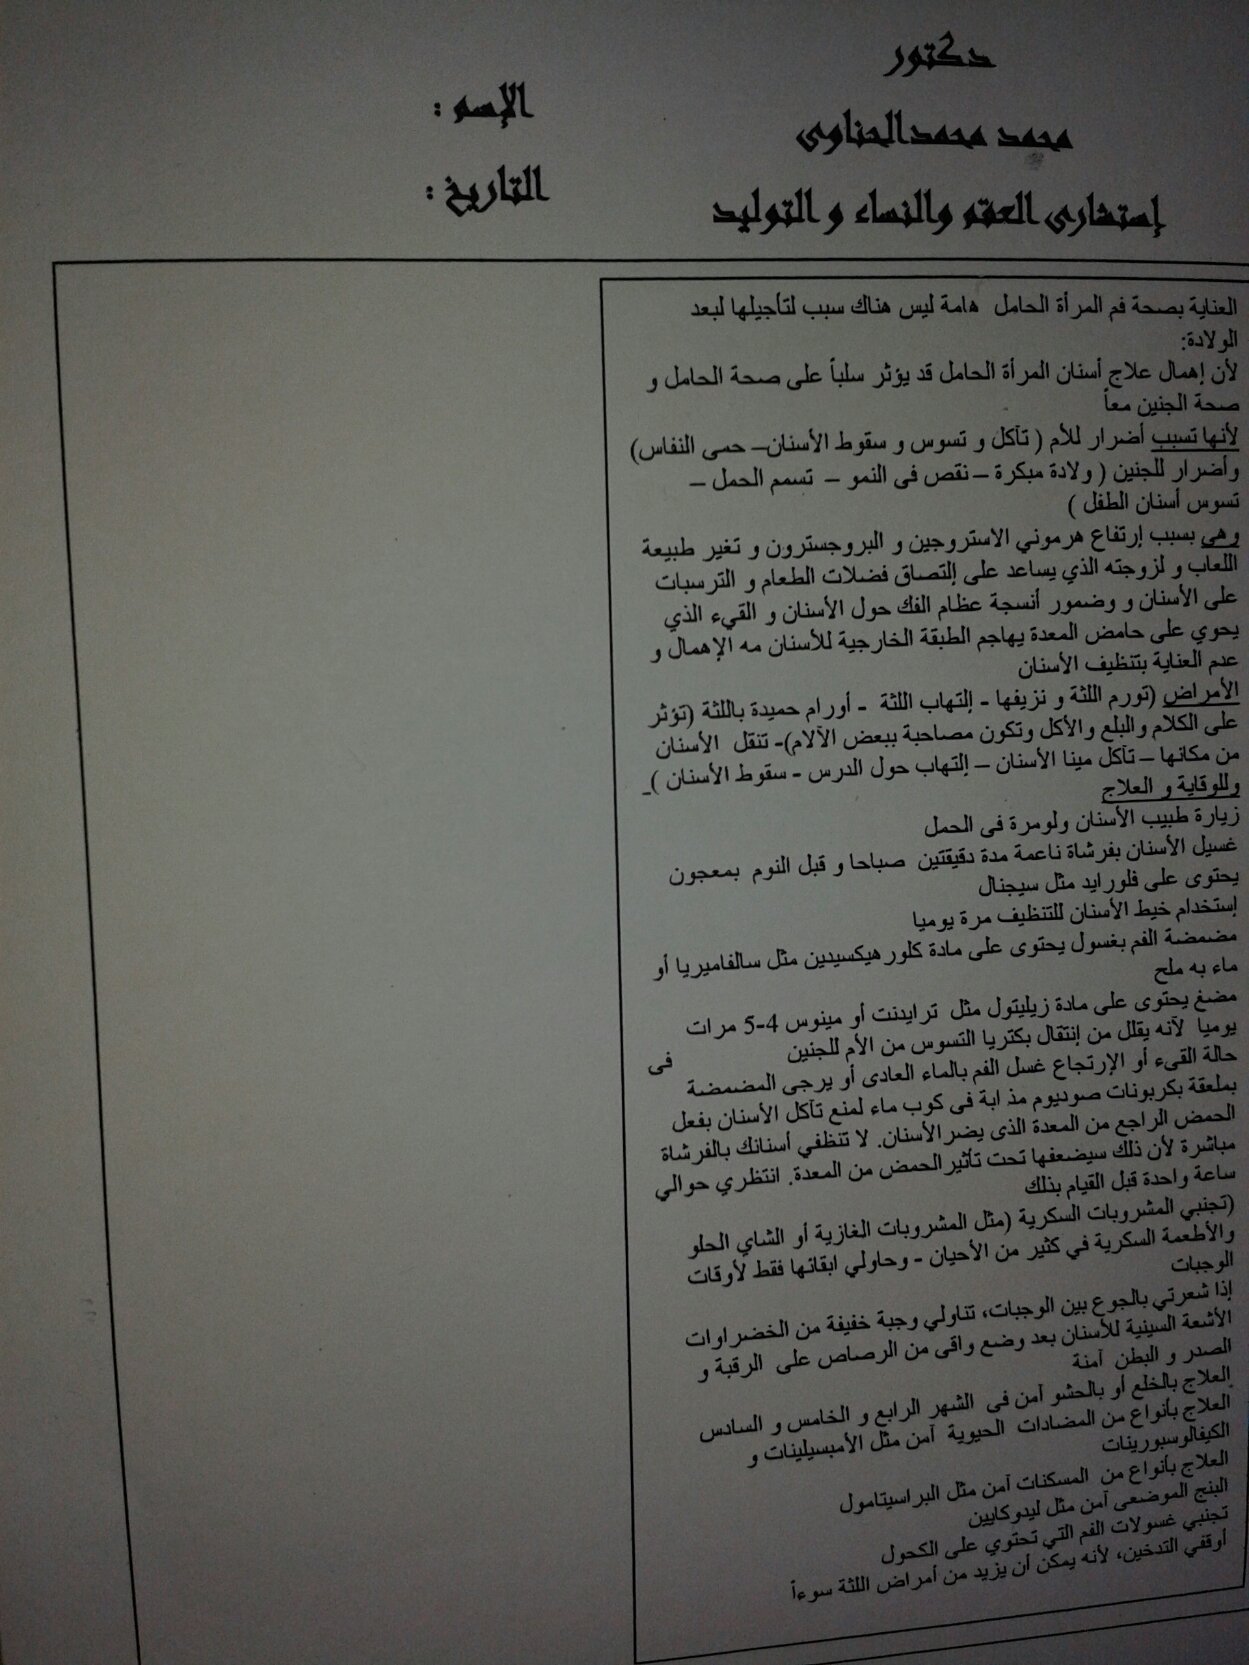 دكتور
محمد محمد الحناوى
إستشارى العقم والنساء و التوليد
الإسم :
التاريخ :
العناية بصحة فم المرأة الحامل هامة ليس هناك سبب لتأجيلها لبعد
الولادة:
لأن إهمال علاج أسنان المرأة الحامل قد يؤثر سلباً على صحة الحامل و
صحة الجنين معاً
لأنها تسبب أضرار للأم ( تآكل و تسوس و سقوط الأسنان– حمى النفاس)
وأضرار للجنين ( ولادة مبكرة – نقص فى النمو – تسمم الحمل –
تسوس أسنان الطفل )
وهى بسبب إرتفاع هرموني الاستروجين و البروجسترون و تغير طبيعة
اللعاب و لزوجته الذي يساعد على إلتصاق فضلات الطعام و الترسبات
على الأسنان و وضمور أنسجة عظام الفك حول الأسنان و القيء الذي
يحوي على حامض المعدة يهاجم الطبقة الخارجية للأسنان مه الإهمال و
عدم العناية بتنظيف الأسنان
الأمراض (تورم اللثة و نزيفها - إلتهاب اللثة - أورام حميدة باللثة (تؤثر
على الكلام والبلع والأكل وتكون مصاحبة ببعض الآلام)- تنقل الأسنان
من مكانها – تآكل مينا الأسنان – إلتهاب حول الدرس - سقوط الأسنان )-
وللوقاية و العلاج
زيارة طبيب الأسنان ولومرة فى الحمل
غسيل الأسنان بفرشاة ناعمة مدة دقيقتين صباحا و قبل النوم بمعجون
يحتوى على فلورايد مثل سيجنال
إستخدام خيط الأسنان للتنظيف مرة يوميا
مضمضة الفم بغسول يحتوى على مادة كلورهيكسيدين مثل سالفاميريا أو
ماء به ملح
مضغ يحتوى على مادة زيليتول مثل ترايدنت أو مينوس 4-5 مرات
يوميا لأنه يقلل من إنتقال بكتريا التسوس من الأم للجنين فى
حالة القىء أو الإرتجاع غسل الفم بالماء العادى أو يرجى المضمضة
بملعقة بكربونات صوديوم مذابة فى كوب ماء لمنع تآكل الأسنان بفعل
الحمض الراجع من المعدة الذى يضر الأسنان. لا تنظفي أسنانك بالفرشاة
مباشرة لأن ذلك سيضعفها تحت تأثير الحمض من المعدة. انتظري حوالي
ساعة واحدة قبل القيام بذلك
(تجنبي المشروبات السكرية (مثل المشروبات الغازية أو الشاي الحلو
والأطعمة السكرية في كثير من الأحيان - وحاولي ابقائها فقط لأوقات
الوجبات
إذا شعرتي بالجوع بين الوجبات، تناولي وجبة خفيفة من الخضراوات
الأشعة السينية للأسنان بعد وضع واقى من الرصاص على الرقبة و
الصدر و البطن آمنة
العلاج بالخلع أو بالحشو آمن فى الشهر الرابع و الخامس و السادس
العلاج بأنواع من المضادات الحيوية آمن مثل الأمبسيلينات و
الكيفالوسبورينات
العلاج بأنواع من المسكنات آمن مثل البراسيتامول
البنج الموضعى آمن مثل ليدوكايين
تجنبي غسولات الفم التي تحتوي على الكحول
أوقفي التدخين، لأنه يمكن أن يزيد من أمراض اللثة سوءاً